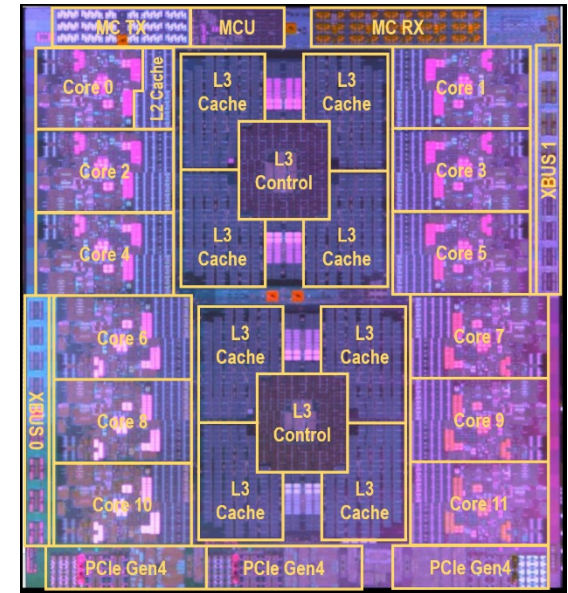 MC TX
MCU
MC RX
Core 0
L2 Cache
L3
Cache
L3
Cache
Core 1
XBUS 1
Core 2
L3
Control
Core 3
Core 4
L3
Cache
L3
Cache
Core 5
XBUS 0
Core 6
L3
Cache
L3
Cache
Core 7
Core 8
L3
Control
Core 9
Core 10
L3
Cache
L3
Cache
Core 11
PCIe Gen4
PCIe Gen4
PCIe Gen4